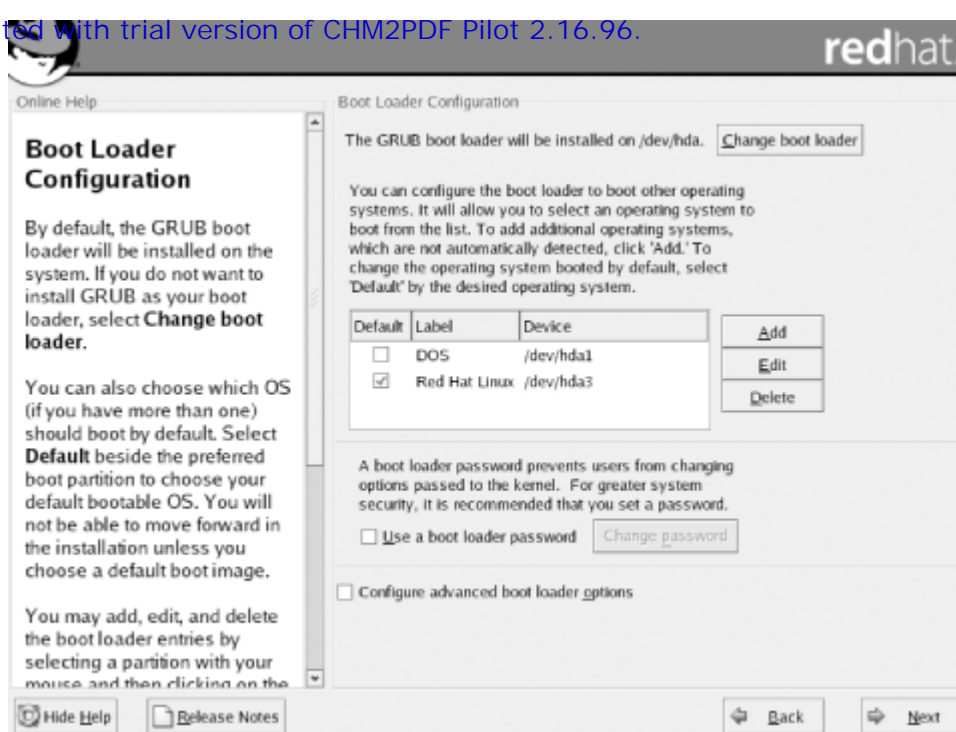 ted with trial version of CHM2PDF Pilot 2.16.96.
redhat.
Online Help
Boot Loader
Configuration
By default, the GRUB boot
loader will be installed on the
system. If you do not want to
install GRUB as your boot
loader, select Change boot
loader.
You can also choose which OS
(if you have more than one)
should boot by default. Select
Default beside the preferred
boot partition to choose your
default bootable OS. You will
not be able to move forward in
the installation unless you
choose a default boot image.
You may add, edit, and delete
the boot loader entries by
selecting a partition with your
mouse and then clicking on the
Boot Loader Configuration
The GRUB boot loader will be installed on /dev/hda. Change boot loader
You can configure the boot loader to boot other operating
systems. It will allow you to select an operating system to
boot from the list. To add additional operating systems,
which are not automatically detected, click 'Add.' To
change the operating system booted by default, select
'Default' by the desired operating system.
Default Label Device
DOS /dev/hda1
Red Hat Linux /dev/hda3
Add
Edit
Delete
A boot loader password prevents users from changing
options passed to the kernel. For greater system
security, it is recommended that you set a password.
Use a boot loader password Change password
Configure advanced boot loader options
Hide Help Release Notes Back Next